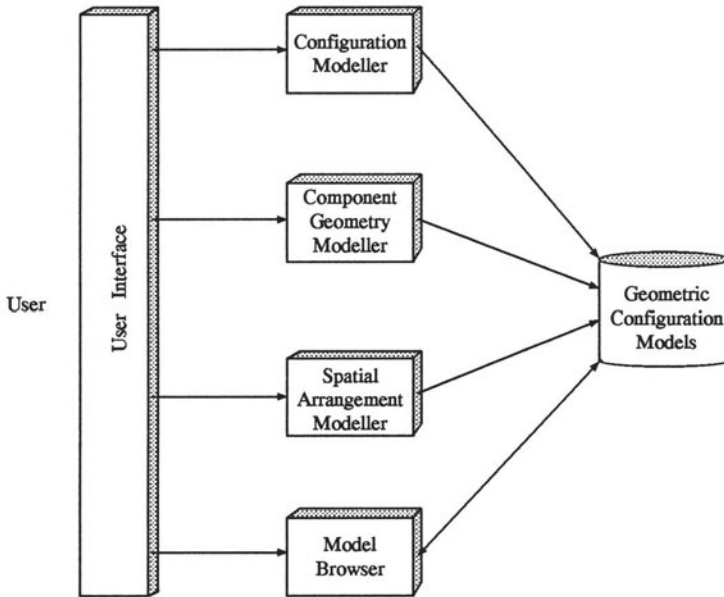 User
User Interface
Configuration
Modeller
Component
Geometry
Modeller
Spatial
Arrangement
Modeller
Model
Browser
Geometric
Configuration
Models